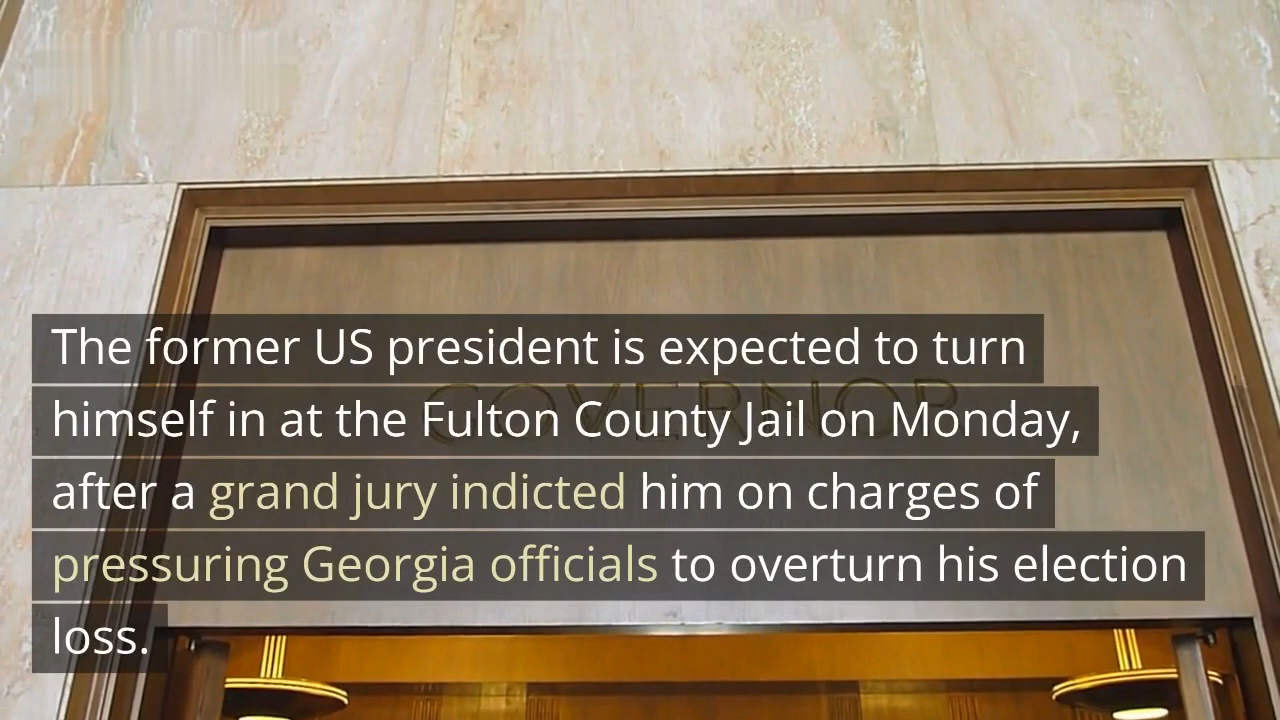 GOVERNOR
The former US president is expected to turn
himself in at the Fulton County Jail on Monday,
after a grand jury indicted him on charges of
pressuring Georgia officials to overturn his election
loss.